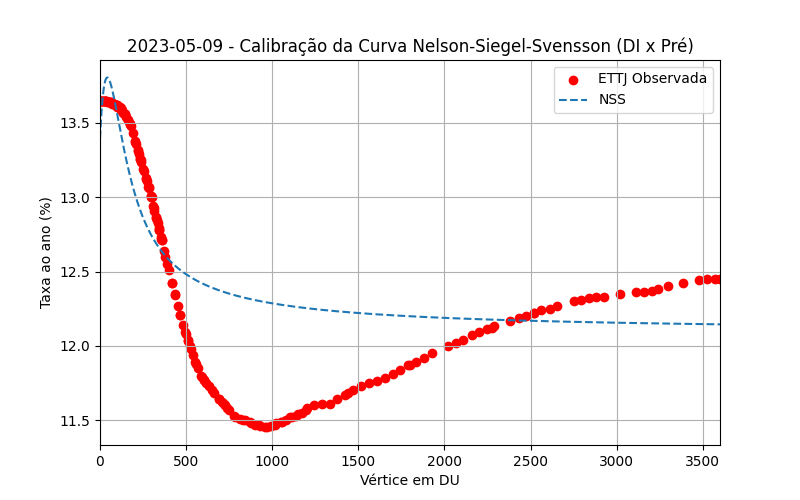 2023-05-09 - Calibração da Curva Nelson-Siegel-Svensson (DI x Pré)
ETTJ Observada
NSS
Taxa ao ano (%)
13.5
13.0
12.5
12.0
11.5
0 500 1000 1500 2000 2500 3000 3500
Vértice em DU